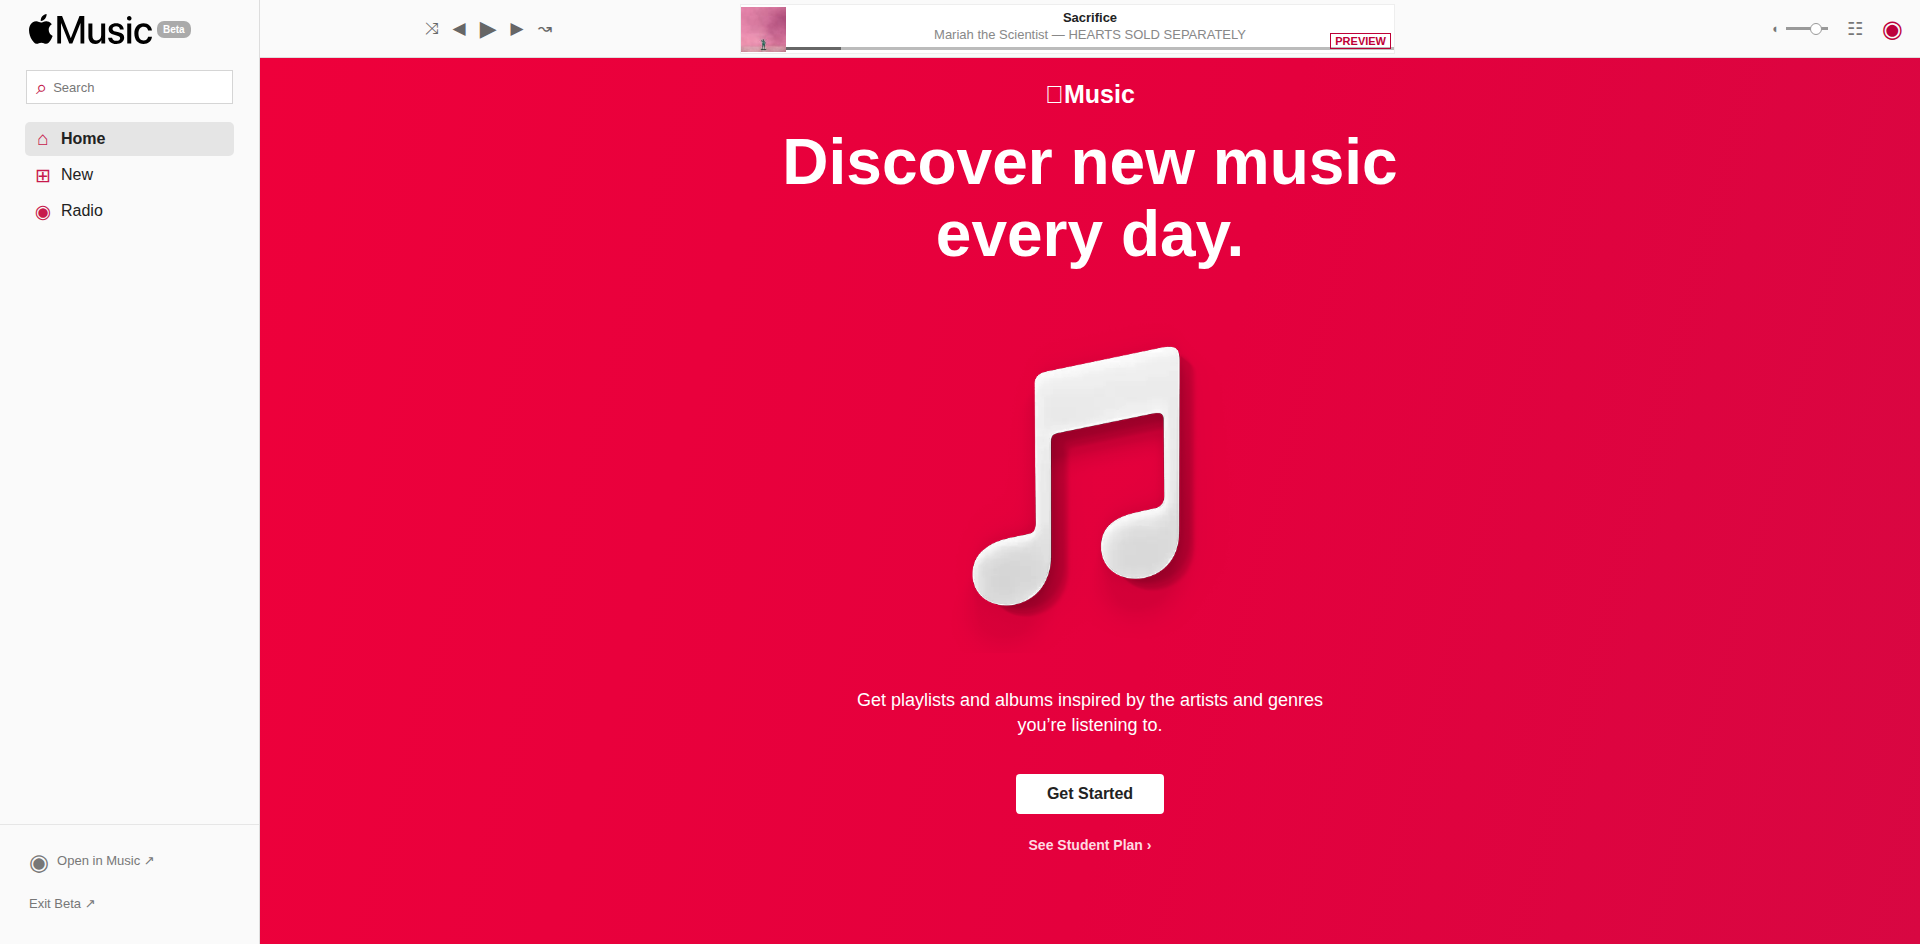 Music Beta
Search
Home
New
Radio
Open in Music ↗
Exit Beta ↗
Sacrifice
Mariah the Scientist — HEARTS SOLD SEPARATELY
PREVIEW
Music
Discover new music
every day.
Get playlists and albums inspired by the artists and genres
you’re listening to.
Get Started
See Student Plan ›